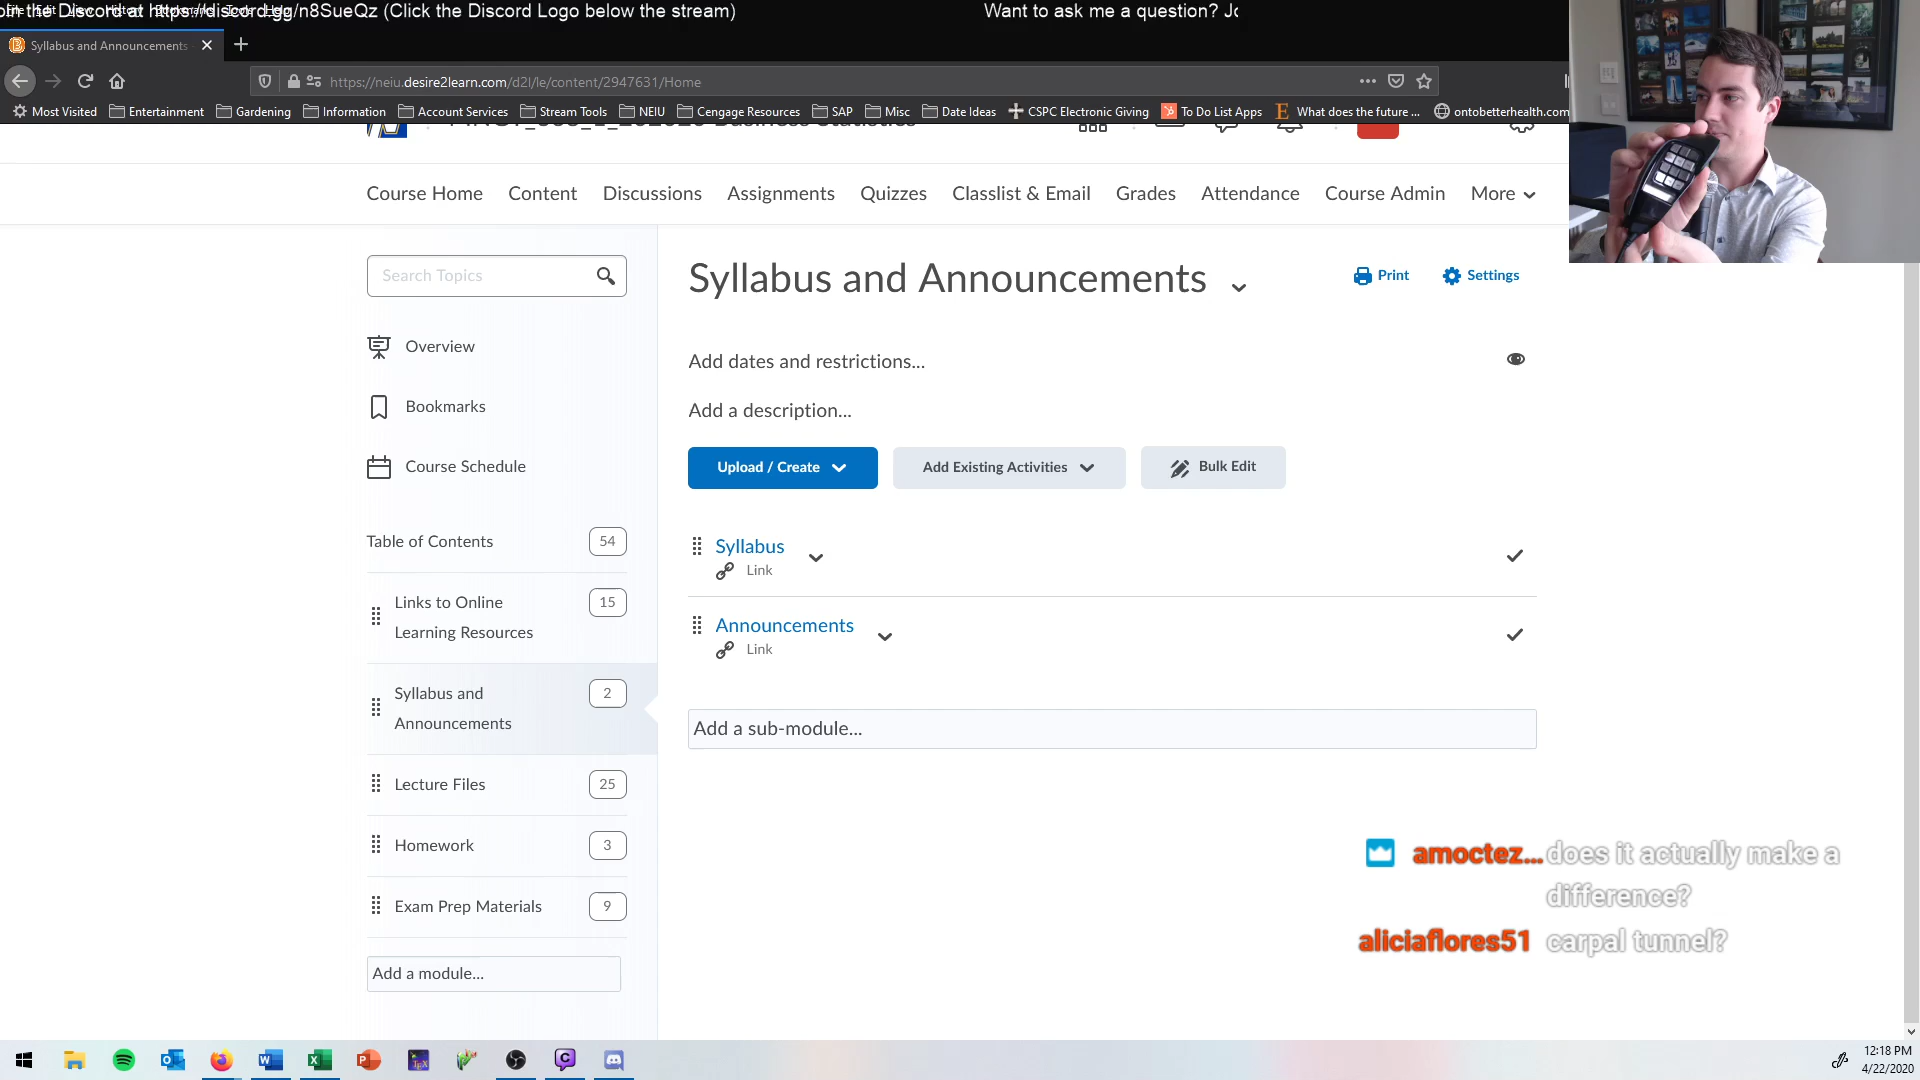 the Discord at https://discord.gg/n8SueQz (Click the Discord Logo below the stream)
Want to ask me a question?
Syllabus and Announcements
https://neiu.desire2learn.com/d2l/le/content/2947631/Home
Most Visited
Entertainment
Gardening
Information
Account Services
Stream Tools
NEIU
Cengage Resources
SAP
Misc
Date Ideas
CSPC Electronic Giving
To Do List Apps
What does the future ...
ontobetterhealth.com
Business Statistics
Course Home
Content
Discussions
Assignments
Quizzes
Classlist & Email
Grades
Attendance
Course Admin
More
Search Topics
Overview
Bookmarks
Course Schedule
Table of Contents
54
Links to Online
Learning Resources
15
Syllabus and
Announcements
2
Lecture Files
25
Homework
3
Exam Prep Materials
9
Add a module...
Syllabus and Announcements
Print
Settings
Add dates and restrictions...
Add a description...
Upload / Create
Add Existing Activities
Bulk Edit
Syllabus
Link
Announcements
Link
Add a sub-module...
amoctez... does it actually make a
difference?
aliciaflores51 carpal tunnel?
12:18 PM
4/22/2020